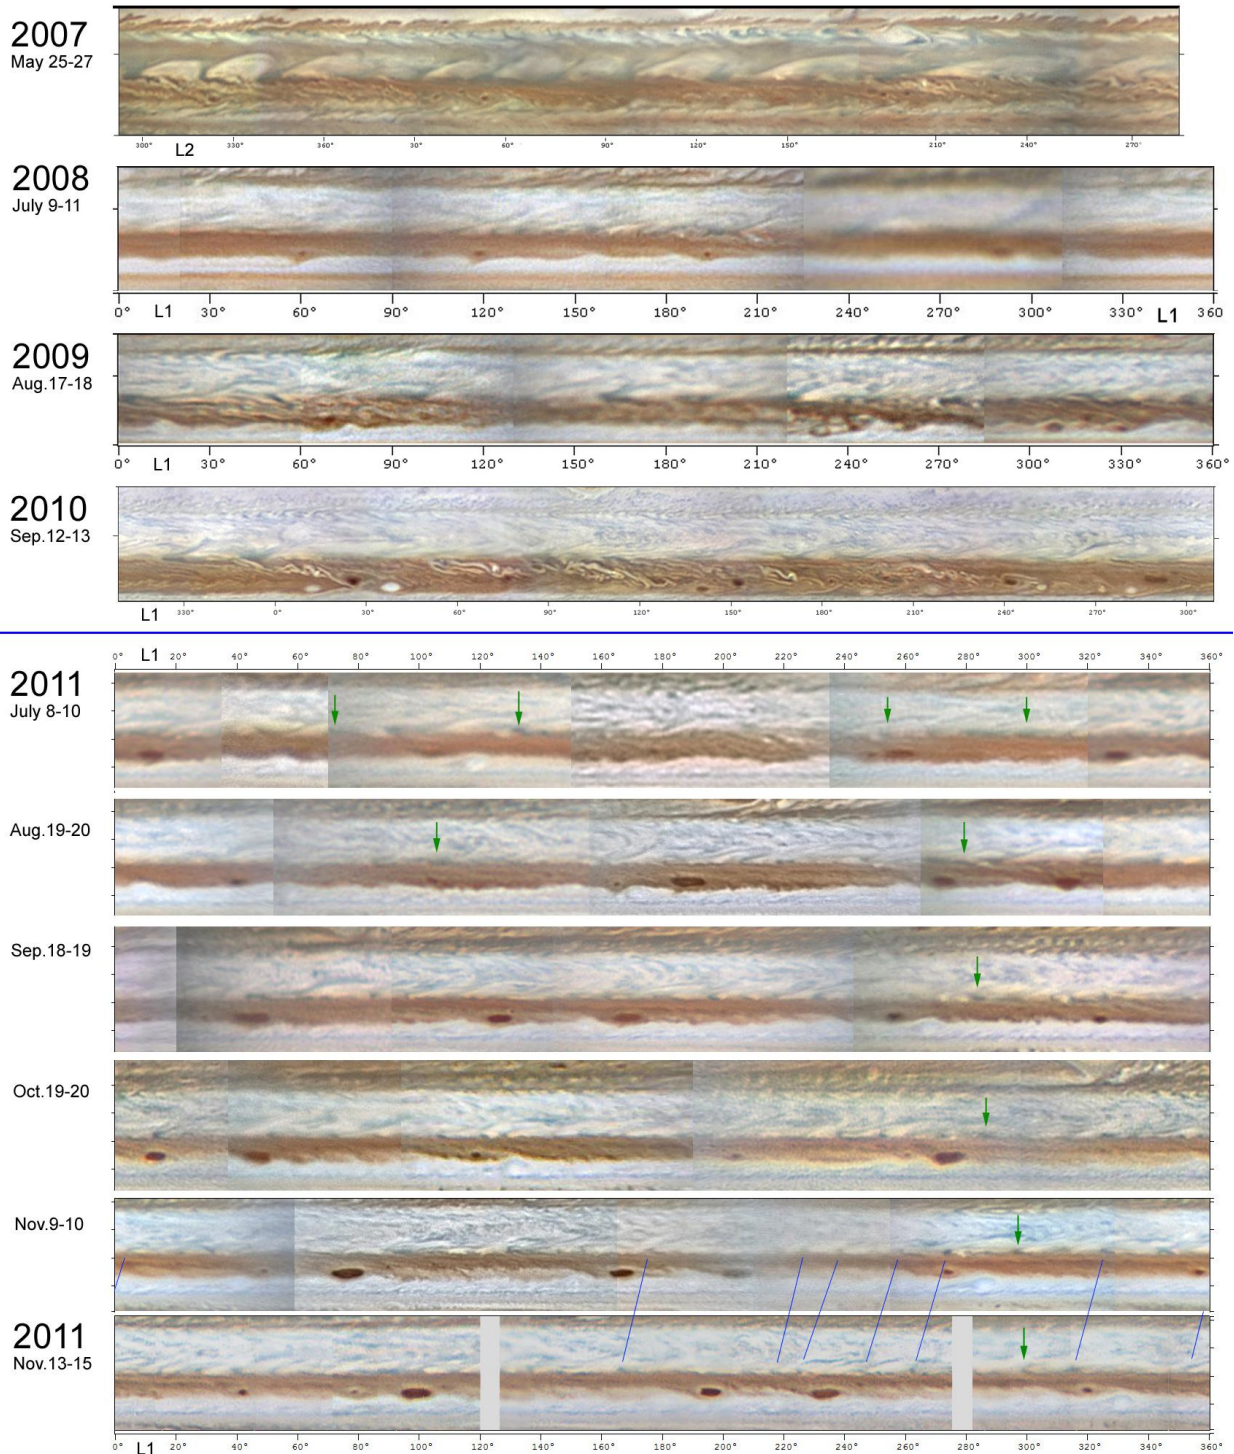 2007
May 25-27
300° 330° 360° 30° 60° 90° 120° 150° 210° 240° 270°
L2
2008
July 9-11
0° L1 30° 60° 90° 120° 150° 180° 210° 240° 270° 300° 330° L1 360
2009
Aug.17-18
0° L1 30° 60° 90° 120° 150° 180° 210° 240° 270° 300° 330° 360°
2010
Sep.12-13
L1 330° 0° 30° 60° 90° 120° 150° 180° 210° 240° 270° 300°
0° L1 20° 40° 60° 80° 100° 120° 140° 160° 180° 200° 220° 240° 260° 280° 300° 320° 340° 360°
2011
July 8-10
Aug.19-20
Sep.18-19
Oct.19-20
Nov.9-10
2011
Nov.13-15
0° L1 20° 40° 60° 80° 100° 120° 140° 160° 180° 200° 220° 240° 260° 280° 300° 320° 340° 360°